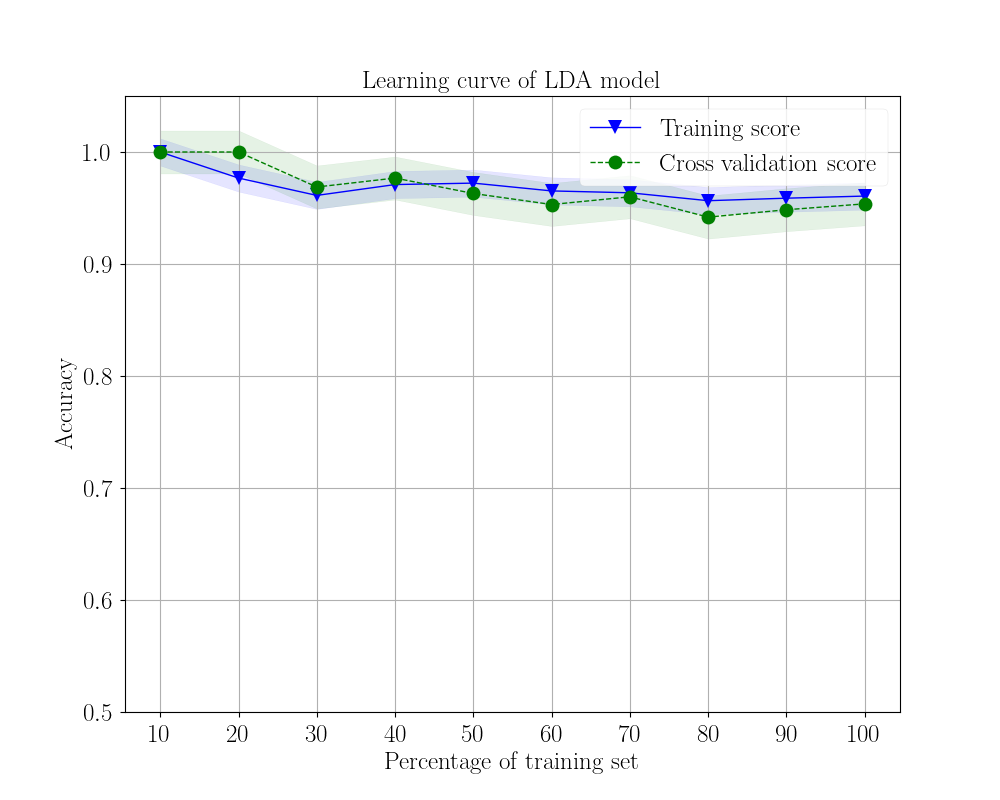 Learning curve of LDA model
Training score
Cross validation score
1.0
0.9
0.8
0.7
0.6
0.5
Accuracy
10 20 30 40 50 60 70 80 90 100
Percentage of training set